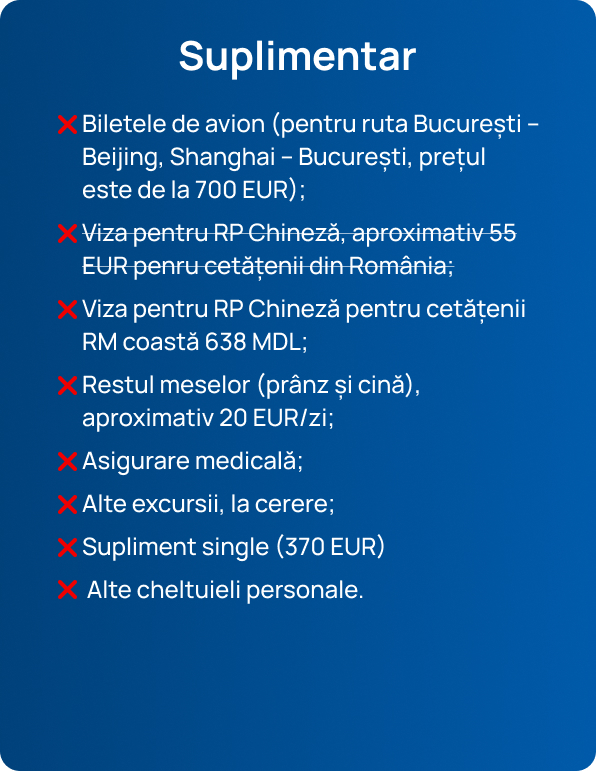 Suplimentar
❌ Biletele de avion (pentru ruta București –
Beijing, Shanghai – București, prețul
este de la 700 EUR);
❌ Viza pentru RP Chineză, aproximativ 55
EUR penru cetățenii din România;
❌ Viza pentru RP Chineză pentru cetățenii
RM coastă 638 MDL;
❌ Restul meselor (prânz și cină),
aproximativ 20 EUR/zi;
❌ Asigurare medicală;
❌ Alte excursii, la cerere;
❌ Supliment single (370 EUR)
❌ Alte cheltuieli personale.